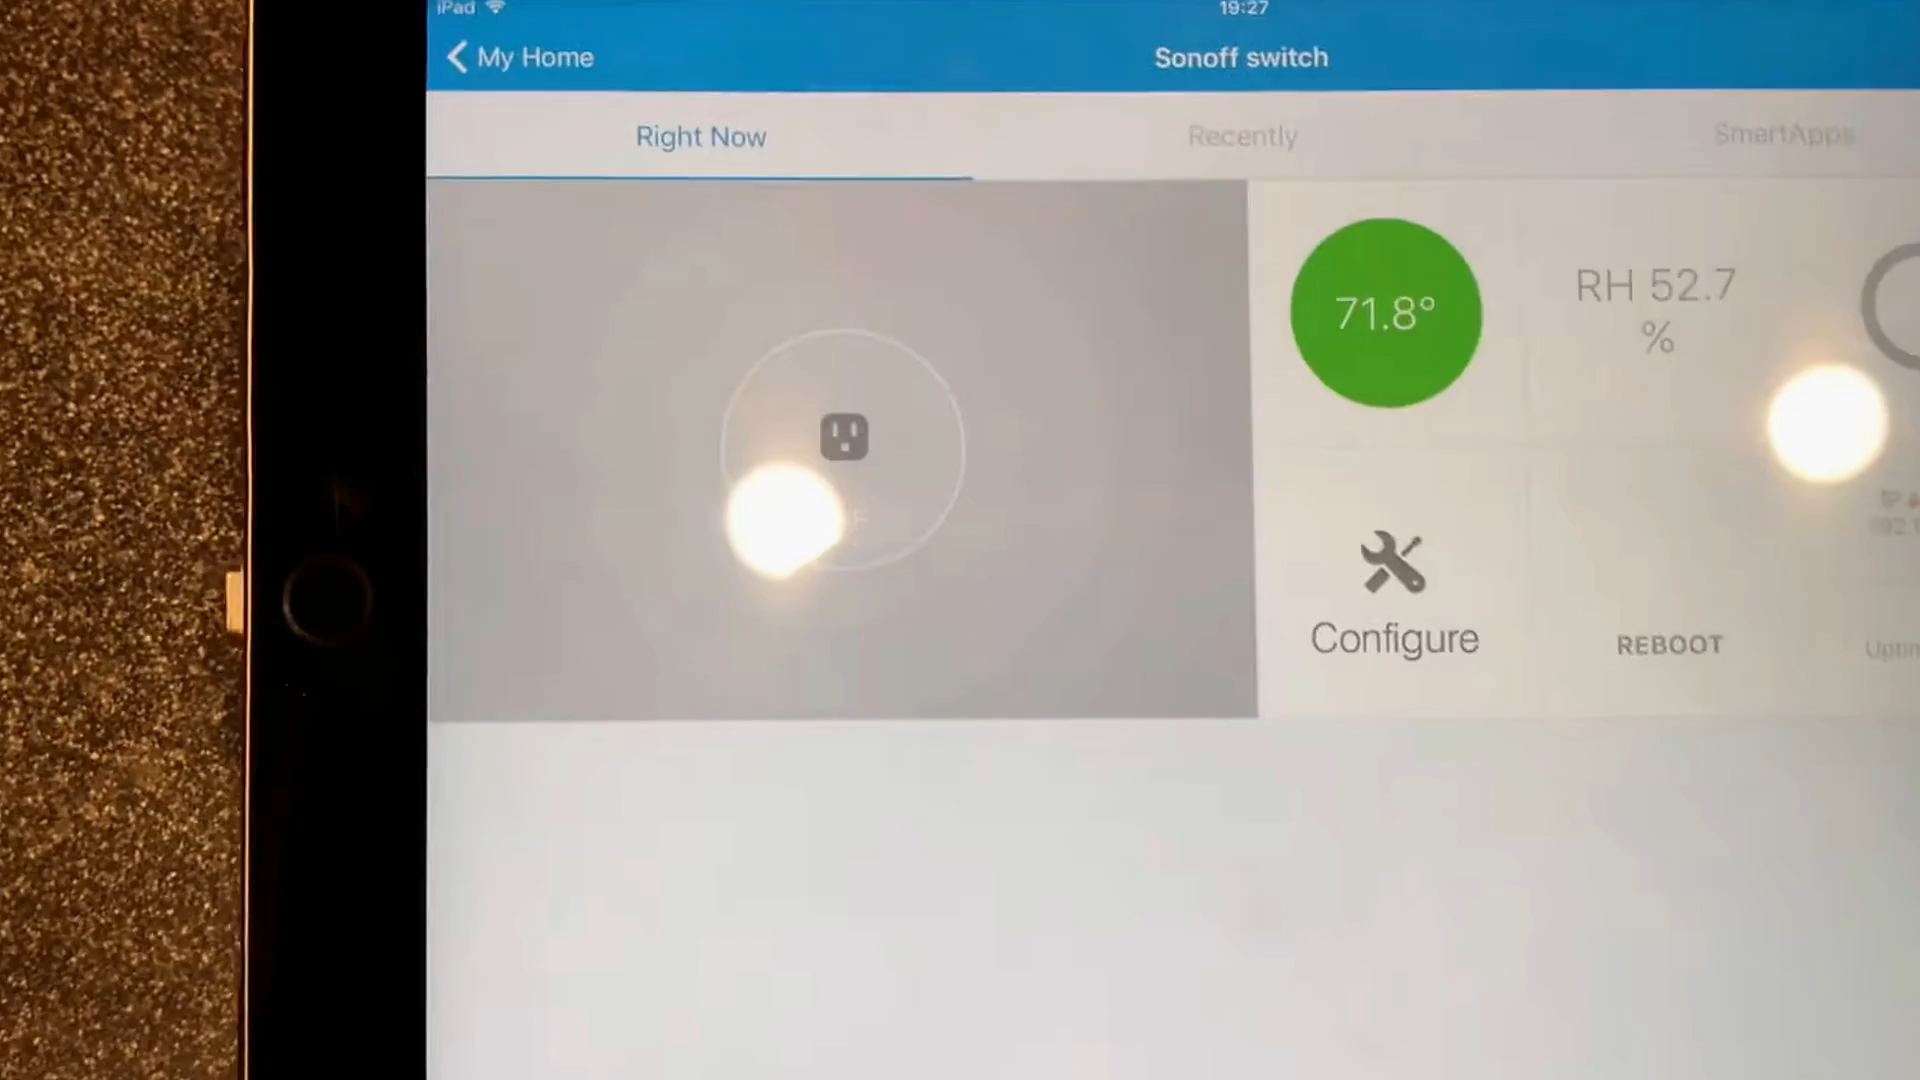 iPad
19:27
My Home
Sonoff switch
Right Now
Recently
SmartApps
71.8°
RH 52.7
%
Configure
REBOOT